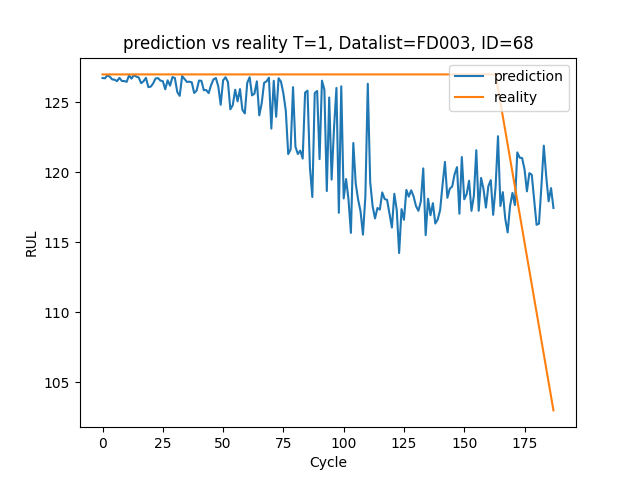 prediction vs reality T=1, Datalist=FD003, ID=68
prediction
reality
125
120
115
110
105
RUL
0 25 50 75 100 125 150 175
Cycle